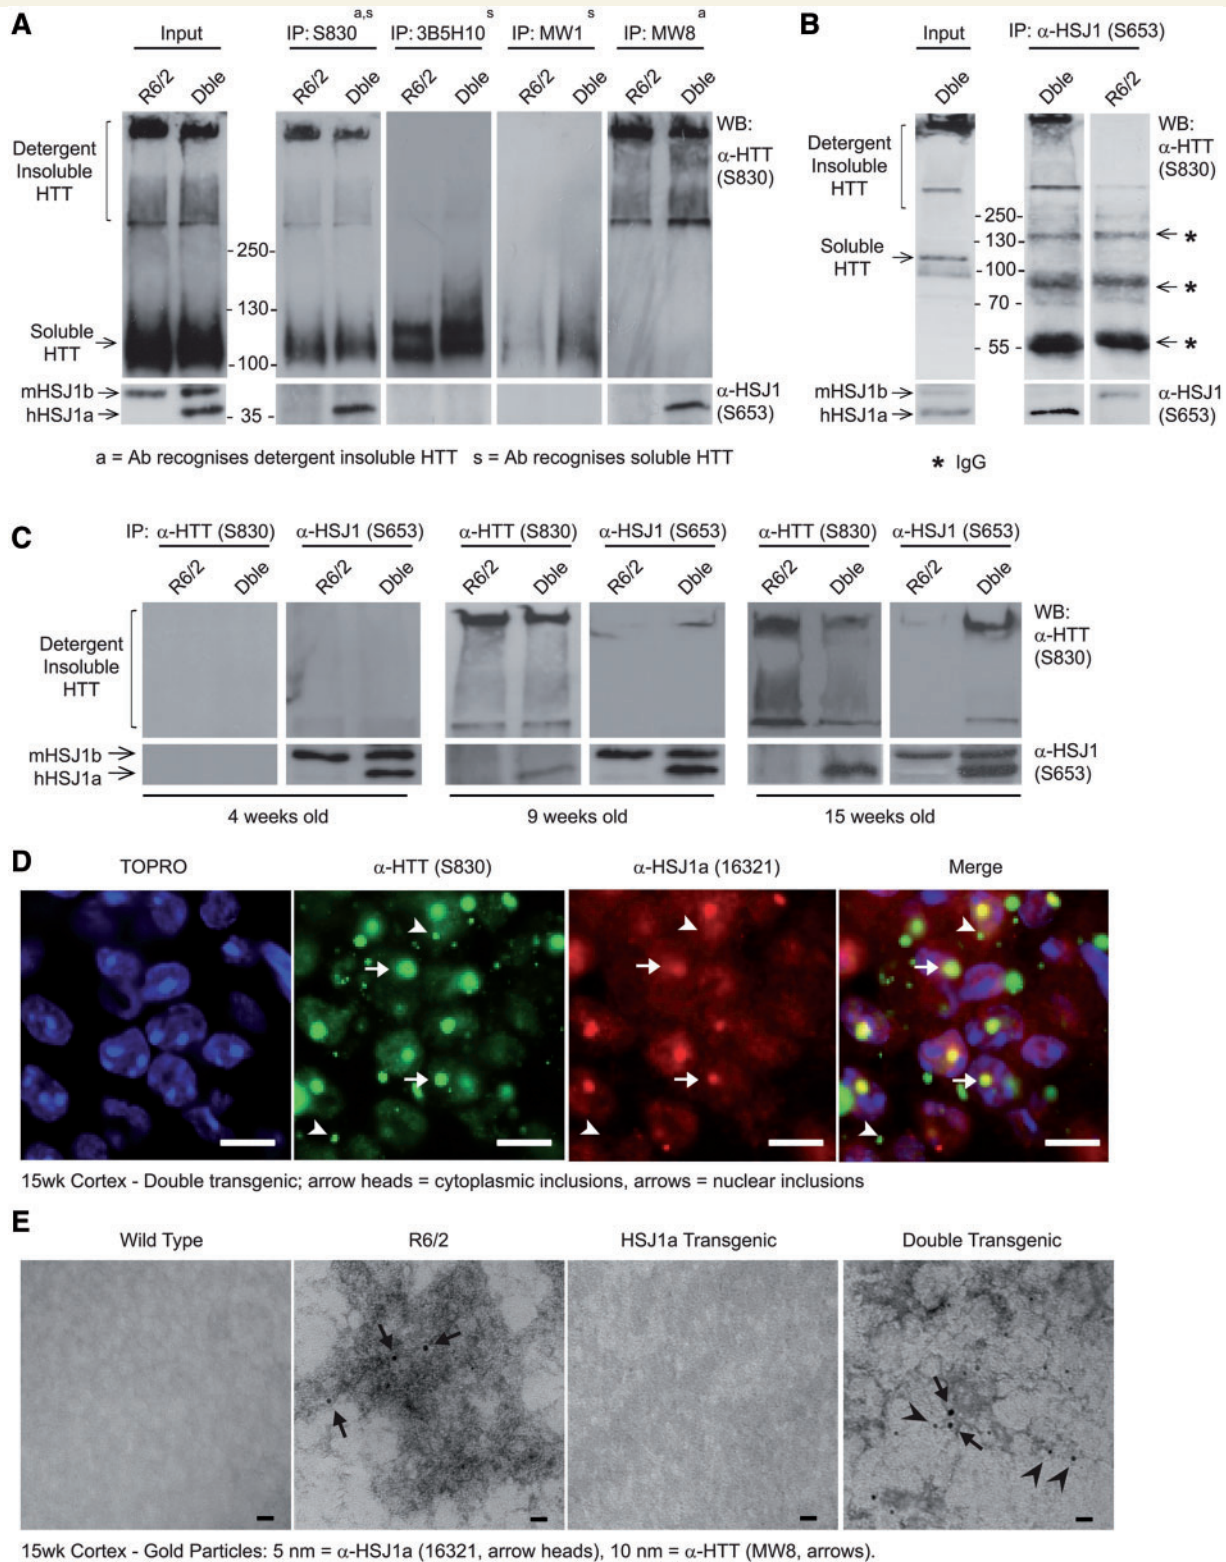 A
Input
IP: S830 a,s
IP: 3B5H10 s
IP: MW1 s
IP: MW8 a
R6/2
Dble
R6/2
Dble
R6/2
Dble
R6/2
Dble
R6/2
Dble
WB:
α-HTT
(S830)
Detergent
Insoluble
HTT
- 250 -
- 130 -
Soluble
HTT
- 100 -
mHSJ1b
hHSJ1a
- 35 -
α-HSJ1
(S653)
a = Ab recognises detergent insoluble HTT s = Ab recognises soluble HTT
B
Input
IP: α-HSJ1 (S653)
Dble
Dble
R6/2
WB:
α-HTT
(S830)
Detergent
Insoluble
HTT
- 250 -
- 130 -
*
Soluble
HTT
- 100 -
*
- 70 -
- 55 -
*
mHSJ1b
hHSJ1a
α-HSJ1
(S653)
* IgG
C
IP: α-HTT (S830)
α-HSJ1 (S653)
α-HTT (S830)
α-HSJ1 (S653)
α-HTT (S830)
α-HSJ1 (S653)
R6/2
Dble
R6/2
Dble
R6/2
Dble
R6/2
Dble
R6/2
Dble
R6/2
Dble
WB:
α-HTT
(S830)
Detergent
Insoluble
HTT
mHSJ1b
hHSJ1a
α-HSJ1
(S653)
4 weeks old
9 weeks old
15 weeks old
D
TOPRO
α-HTT (S830)
α-HSJ1a (16321)
Merge
15wk Cortex - Double transgenic; arrow heads = cytoplasmic inclusions, arrows = nuclear inclusions
E
Wild Type
R6/2
HSJ1a Transgenic
Double Transgenic
15wk Cortex - Gold Particles: 5 nm = α-HSJ1a (16321, arrow heads), 10 nm = α-HTT (MW8, arrows).